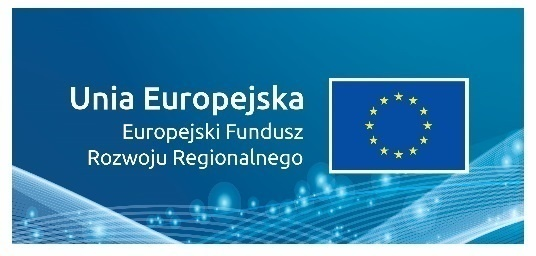 Unia Europejska
Europejski Fundusz
Rozwoju Regionalnego